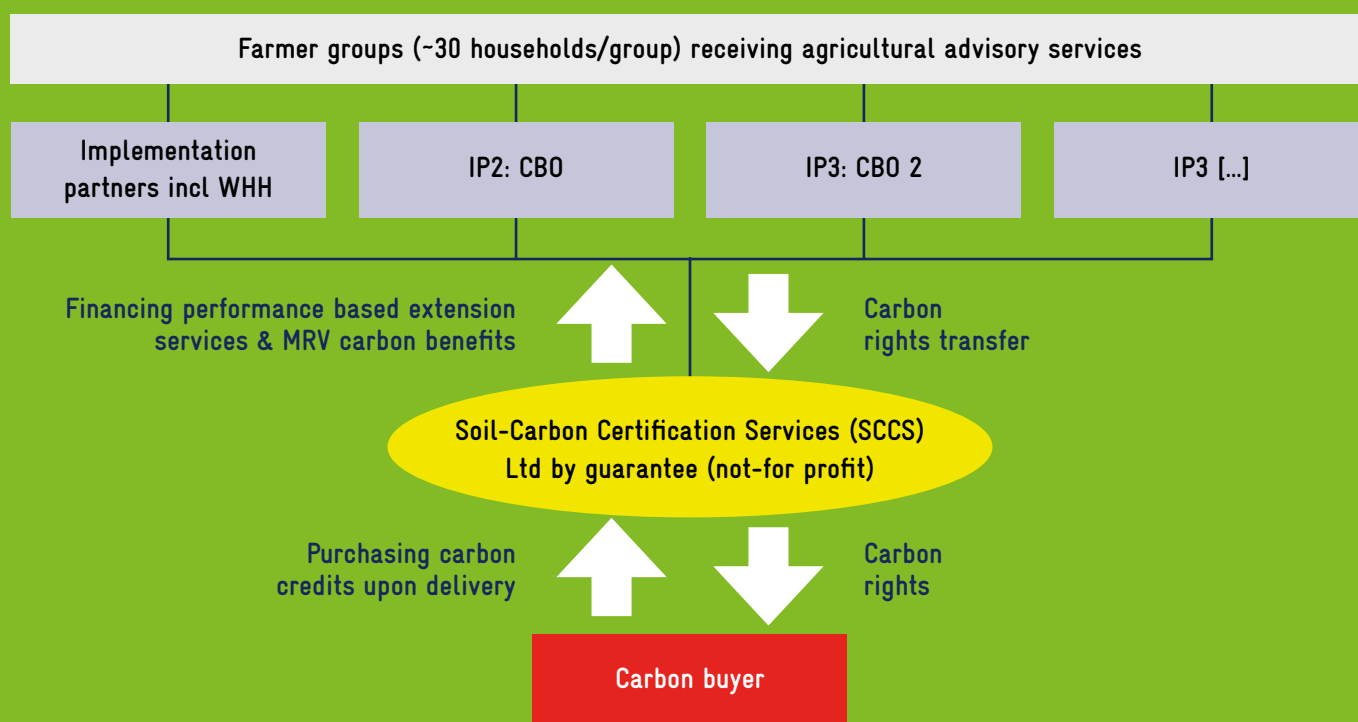 Farmer groups (~30 households/group) receiving agricultural advisory services
Implementation
partners incl WHH
IP2: CBO
IP3: CBO 2
IP3 [...]
Financing performance based extension
services & MRV carbon benefits
Carbon
rights transfer
Soil-Carbon Certification Services (SCCS)
Ltd by guarantee (not-for profit)
Purchasing carbon
credits upon delivery
Carbon
rights
Carbon buyer